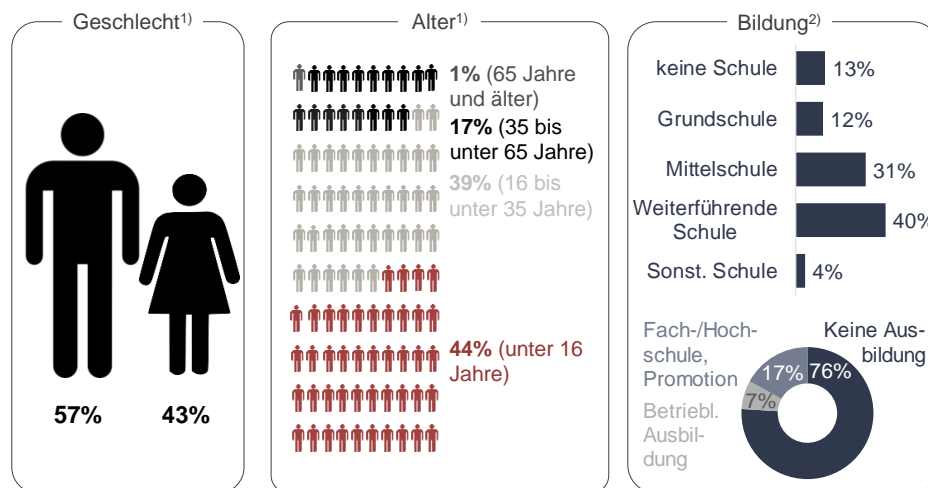 Geschlecht1)
57%
43%
Alter1)
1% (65 Jahre
und älter)
17% (35 bis
unter 65 Jahre)
39% (16 bis
unter 35 Jahre)
44% (unter 16
Jahre)
Bildung2)
keine Schule
13%
Grundschule
12%
Mittelschule
31%
Weiterführende
Schule
40%
Sonst. Schule
4%
Fach-/Hoch-
schule,
Promotion
Keine Aus-
bildung
17%
76%
7%
Betriebl.
Ausbil-
dung